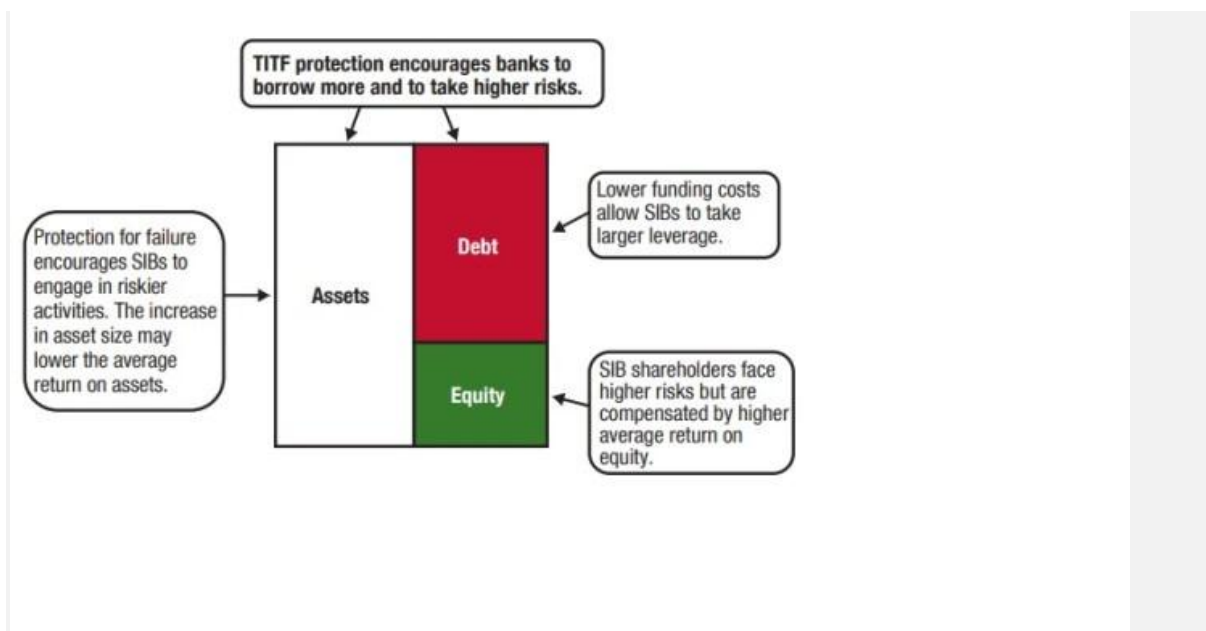 TITF protection encourages banks to
borrow more and to take higher risks.
Protection for failure
encourages SIBs to
engage in riskier
activities. The increase
in asset size may
lower the average
return on assets.
Assets
Debt
Equity
Lower funding costs
allow SIBs to take
larger leverage.
SIB shareholders face
higher risks but are
compensated by higher
average return on
equity.